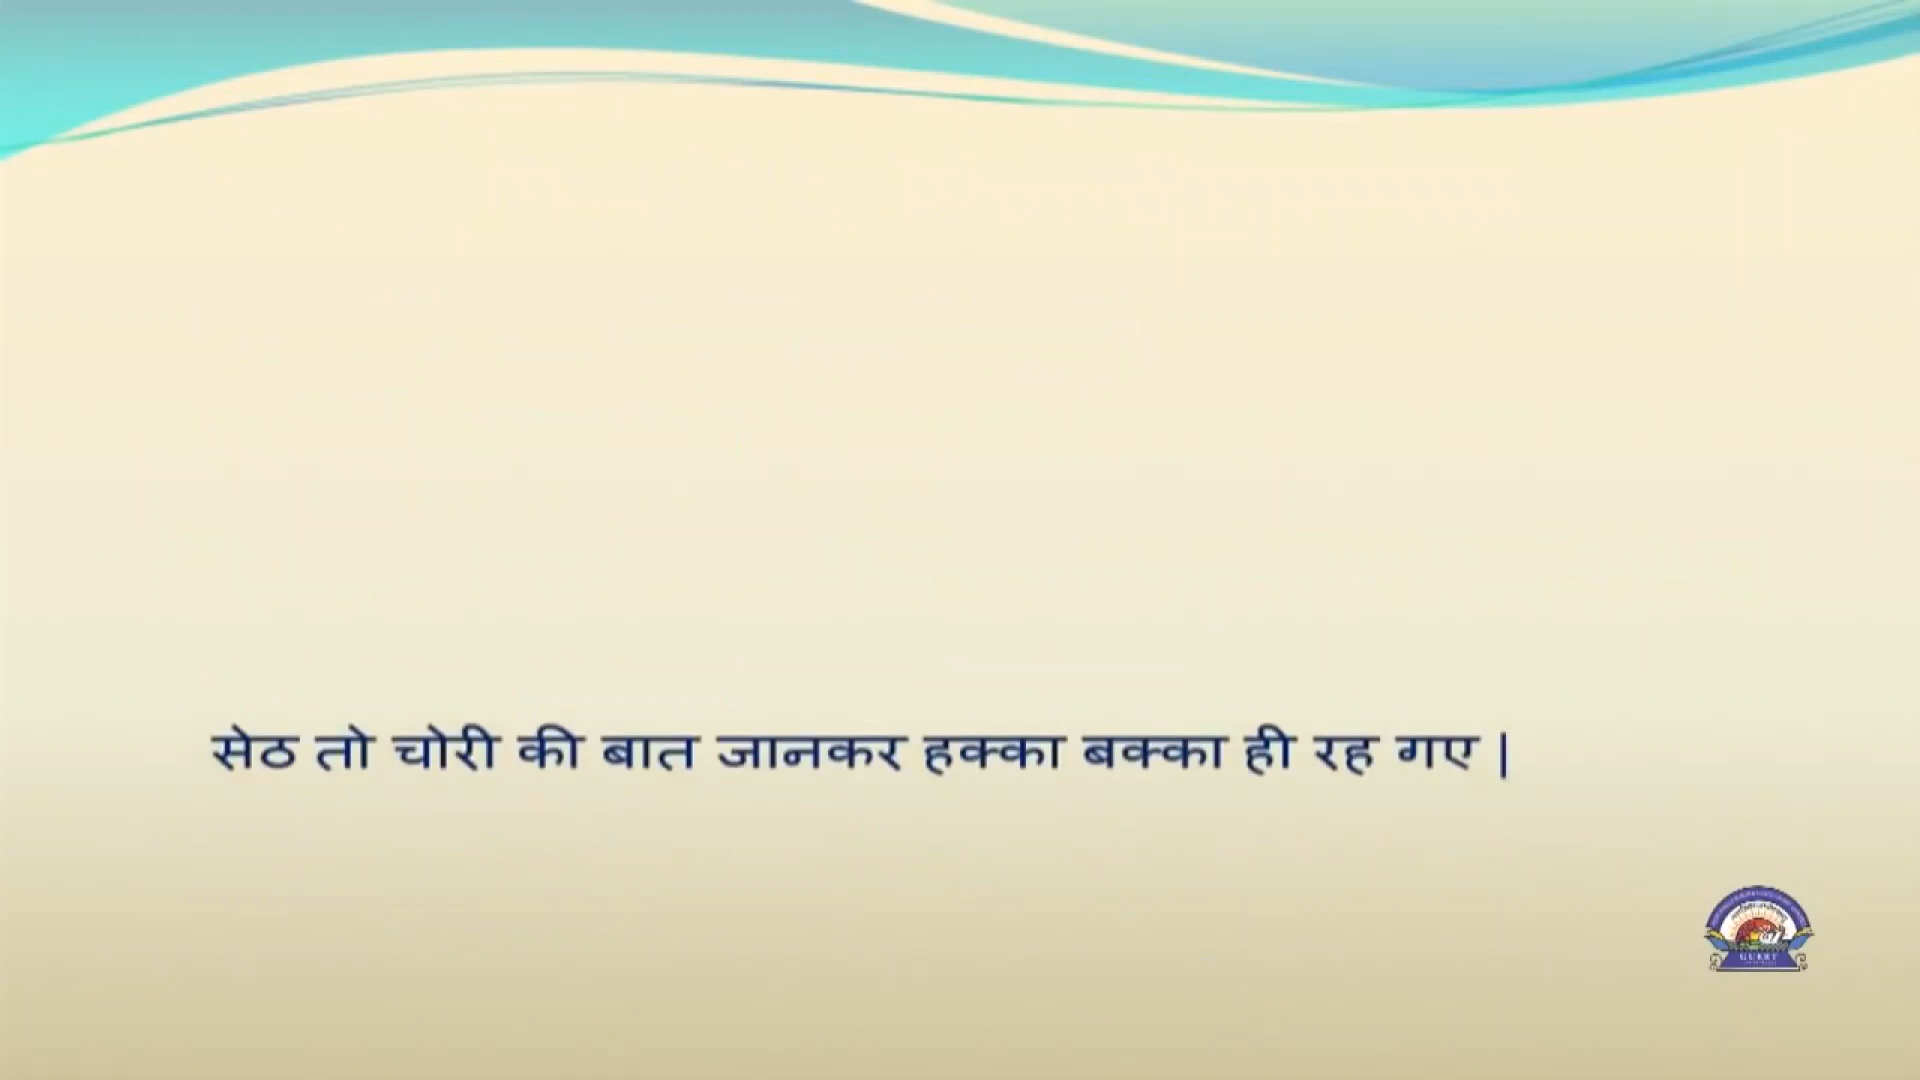 सेठ तो चोरी की बात जानकर हक्का बक्का ही रह गए |